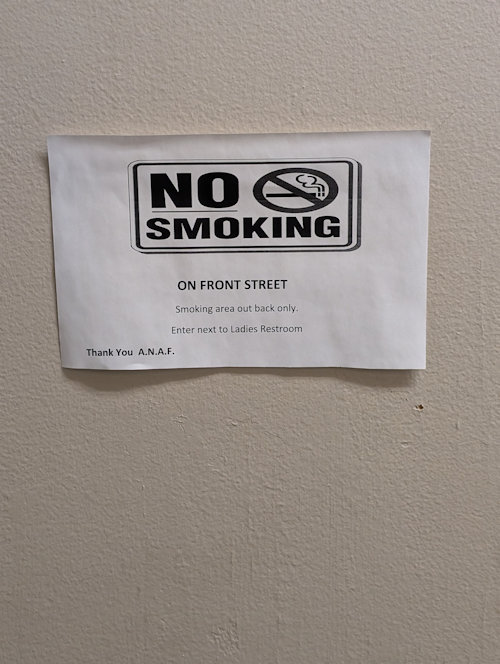 NO
SMOKING
ON FRONT STREET
Smoking area out back only.
Enter next to Ladies Restroom
Thank You A.N.A.F.